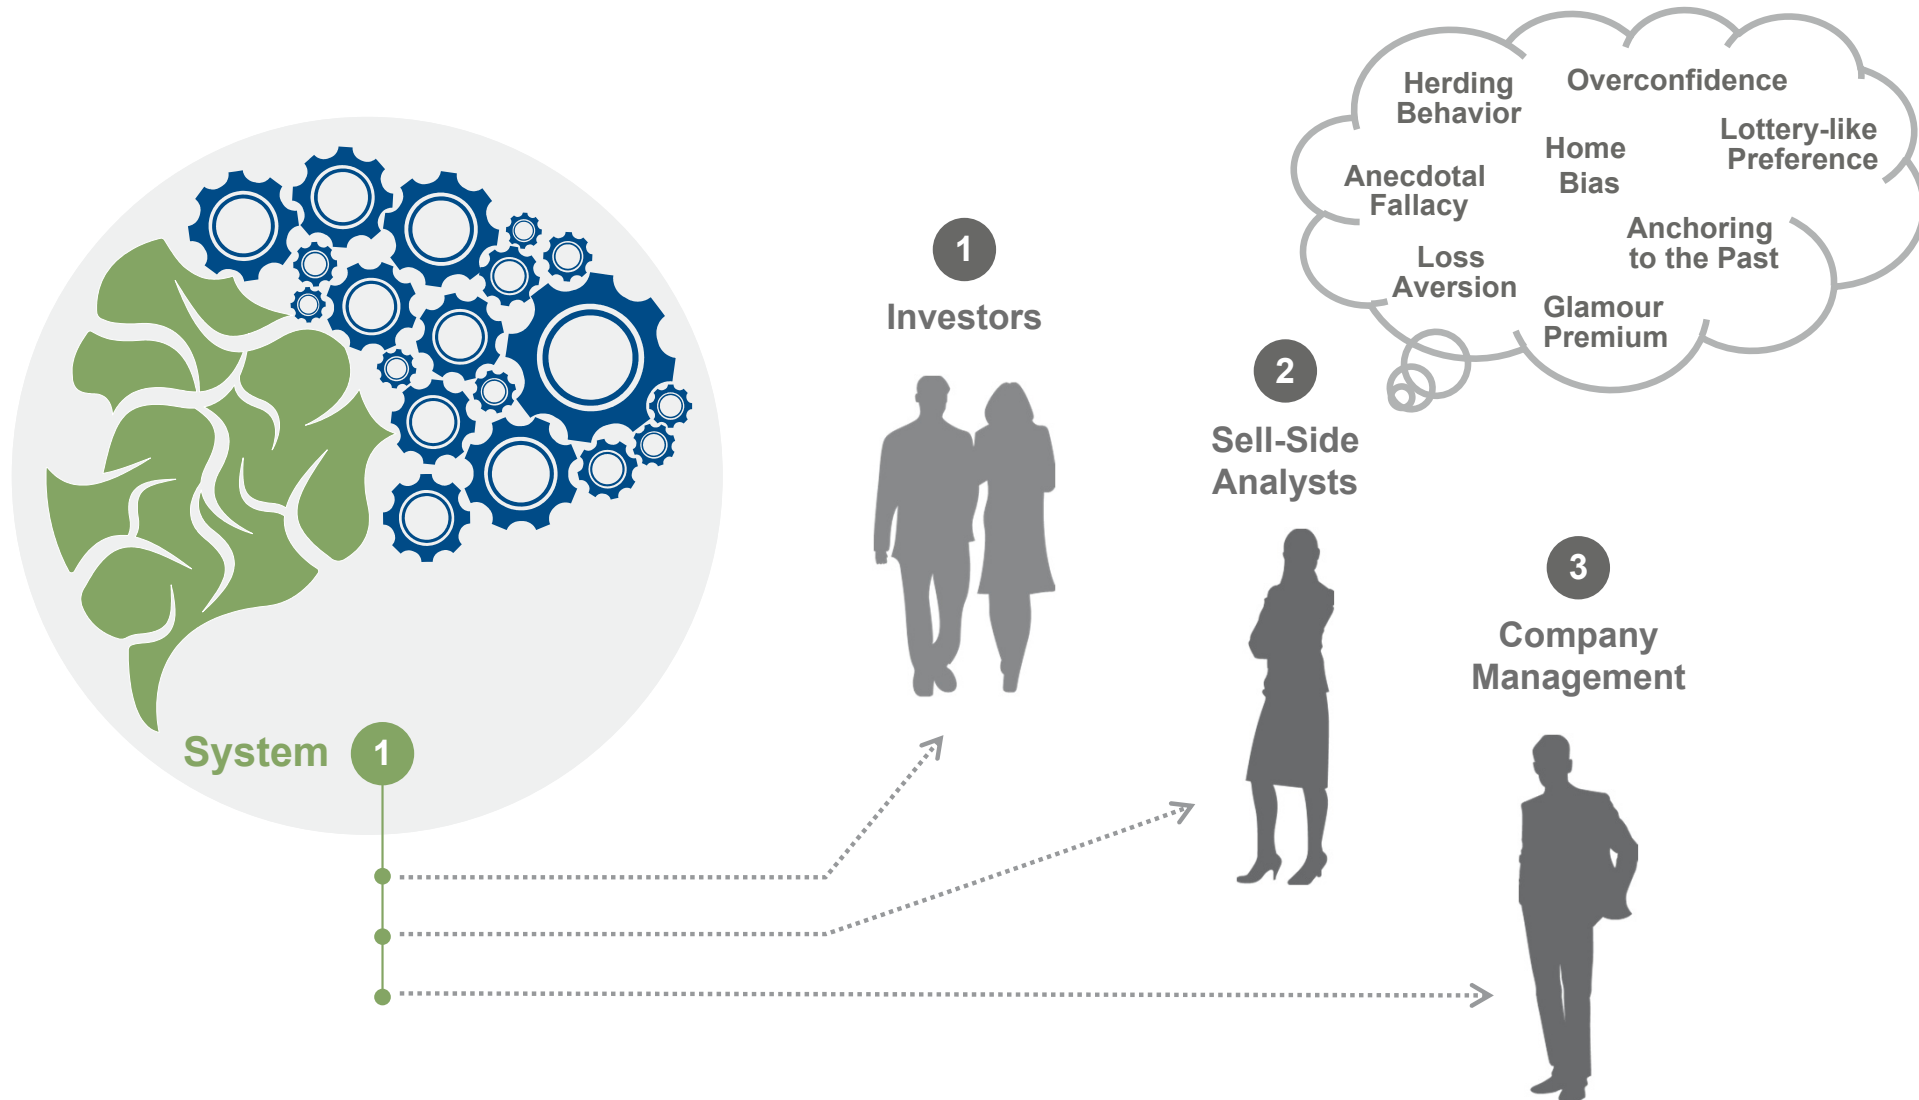 System 1
1
Investors
2
Sell-Side
Analysts
3
Company
Management
Herding
Behavior
Overconfidence
Lottery-like
Preference
Home
Bias
Anecdotal
Fallacy
Anchoring
to the Past
Loss
Aversion
Glamour
Premium